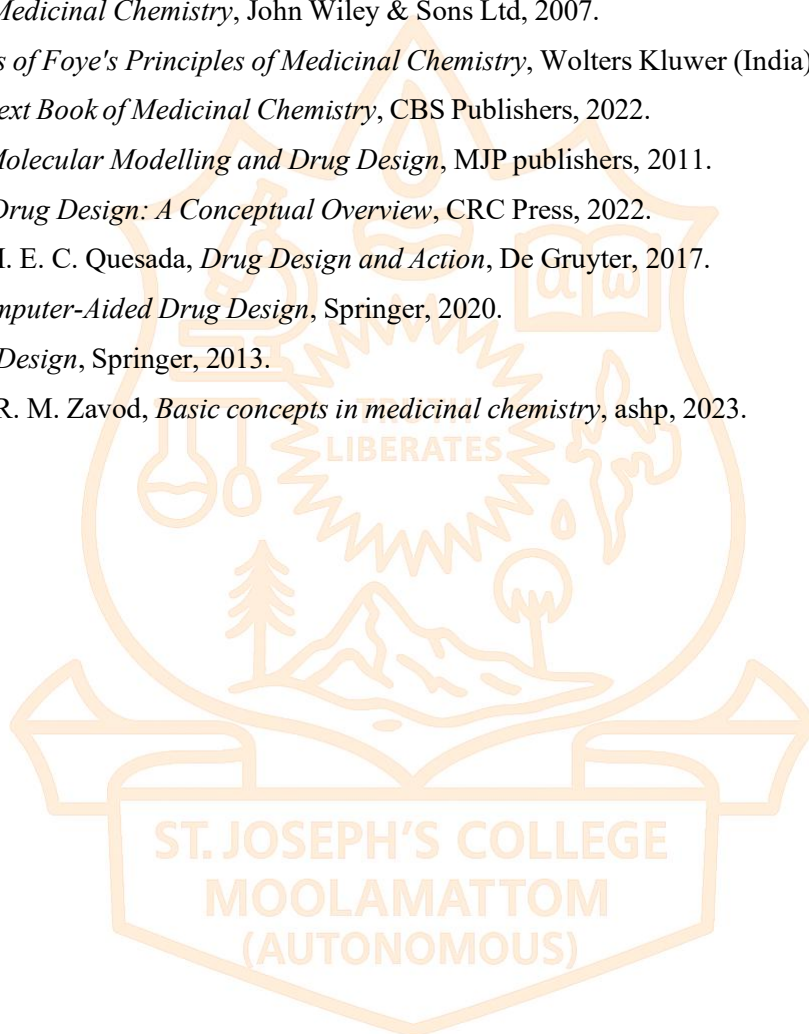 Medicinal Chemistry, John Wiley & Sons Ltd, 2007.
s of Foye's Principles of Medicinal Chemistry, Wolters Kluwer (India)
ext Book of Medicinal Chemistry, CBS Publishers, 2022.
Molecular Modelling and Drug Design, MJP publishers, 2011.
Drug Design: A Conceptual Overview, CRC Press, 2022.
. E. C. Quesada, Drug Design and Action, De Gruyter, 2017.
mputer-Aided Drug Design, Springer, 2020.
Design, Springer, 2013.
R. M. Zavod, Basic concepts in medicinal chemistry, ashp, 2023.
α ω
TRUTH
LIBERATES
ST. JOSEPH'S COLLEGE
MOOLAMATTOM
(AUTONOMOUS)